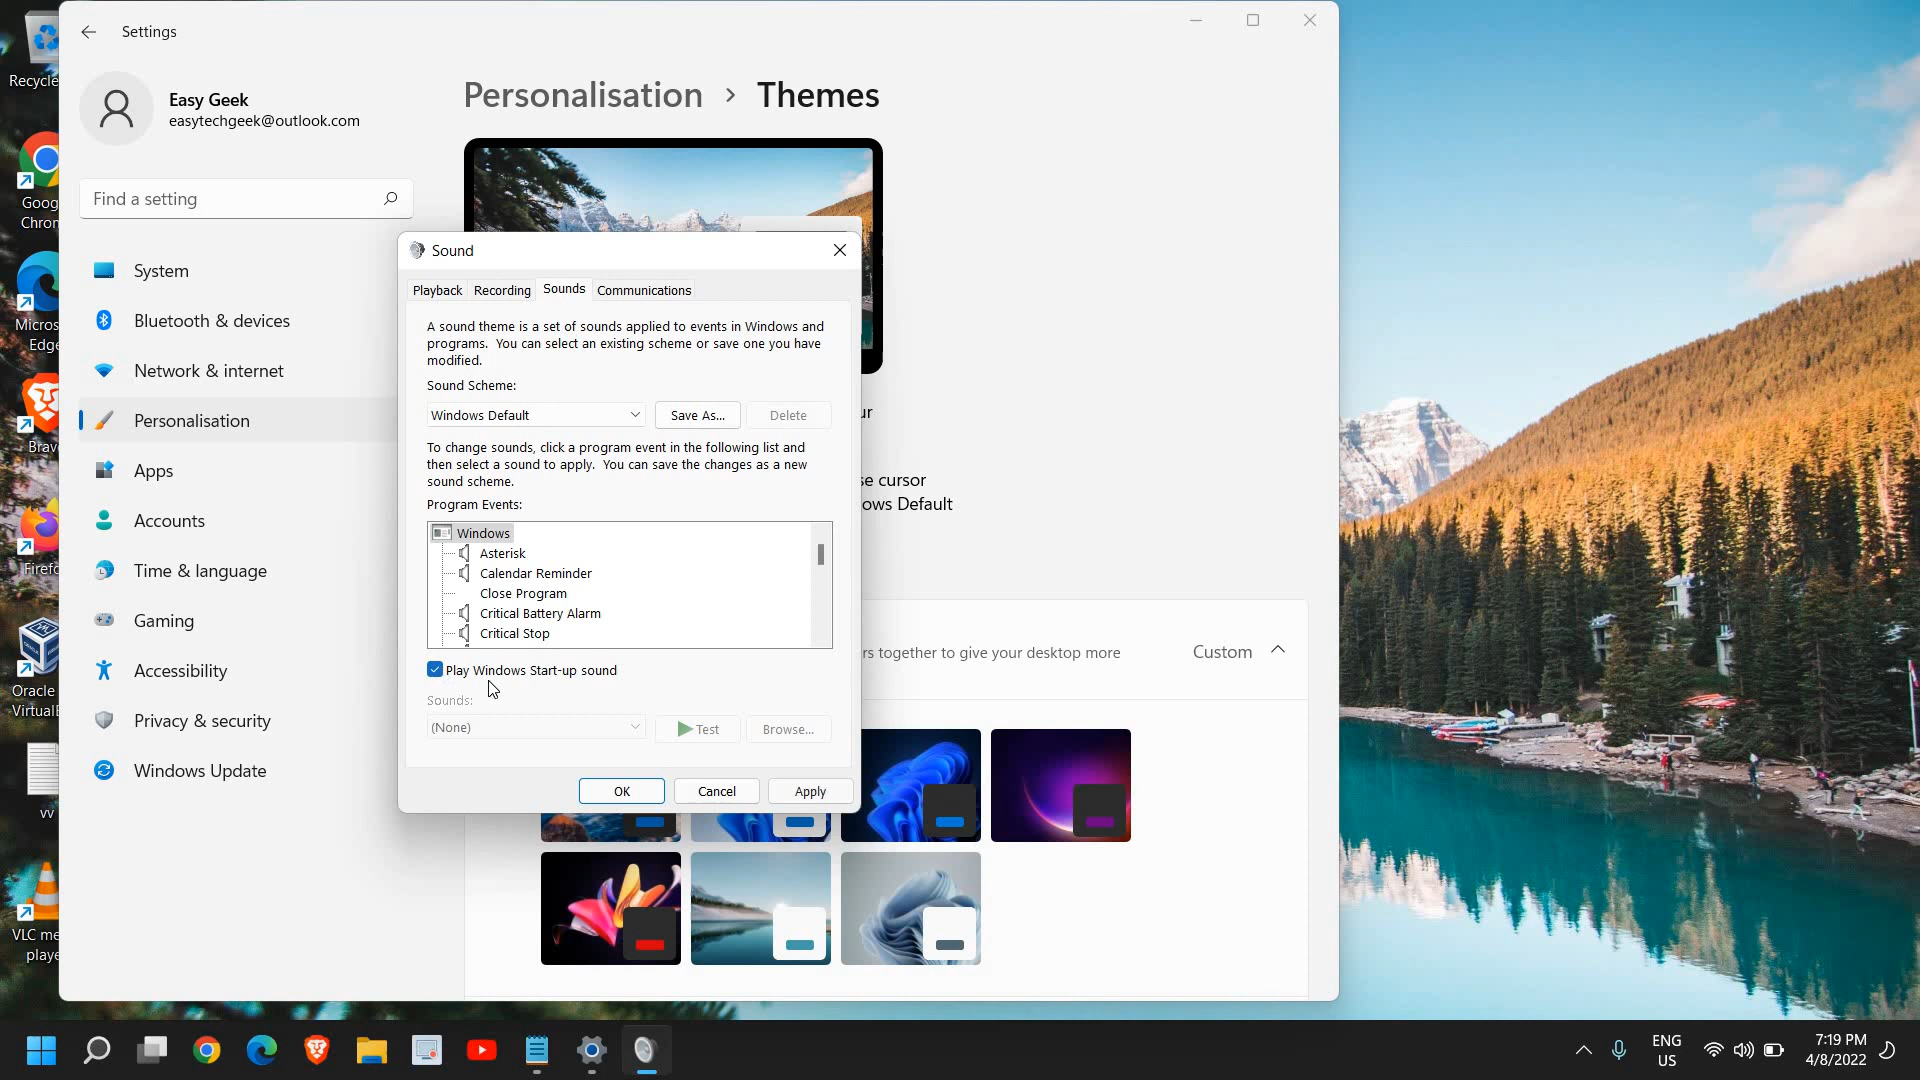 Settings
Easy Geek
easytechgeek@outlook.com
Find a setting
System
Bluetooth & devices
Network & internet
Personalisation
Apps
Accounts
Time & language
Gaming
Accessibility
Privacy & security
Windows Update
Personalisation > Themes
Sound
Playback Recording Sounds Communications
A sound theme is a set of sounds applied to events in Windows and
programs. You can select an existing scheme or save one you have
modified.
Sound Scheme:
Windows Default
Save As...
Delete
To change sounds, click a program event in the following list and
then select a sound to apply. You can save the changes as a new
sound scheme.
Program Events:
Windows
Asterisk
Calendar Reminder
Close Program
Critical Battery Alarm
Critical Stop
Play Windows Start-up sound
Sounds:
(None)
Test
Browse...
OK
Cancel
Apply
ur
se cursor
ows Default
rs together to give your desktop more
Custom
Recycle
Goog
Chron
Micros
Edge
Brav
Firefo
Oracle
VirtualB
vv
VLC me
playe
ENG
US
7:19 PM
4/8/2022